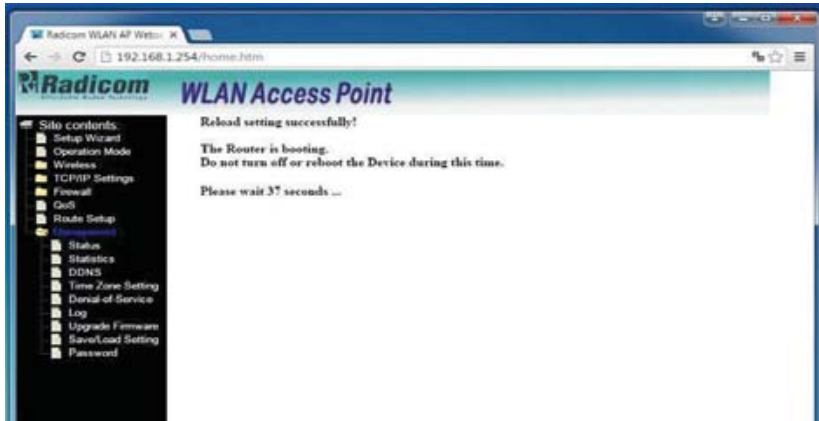 Radicom WLAN AP Webse
192.168.1.254/home.htm
Radicom
WLAN Access Point
Site contents:
Setup Wizard
Operation Mode
Wireless
TCP/IP Settings
Firewall
QoS
Route Setup
Management
Status
Statistics
DDNS
Time Zone Setting
Denial-of-Service
Log
Upgrade Firmware
Save/Load Setting
Password
Reload setting successfully!
The Router is booting.
Do not turn off or reboot the Device during this time.
Please wait 37 seconds ...